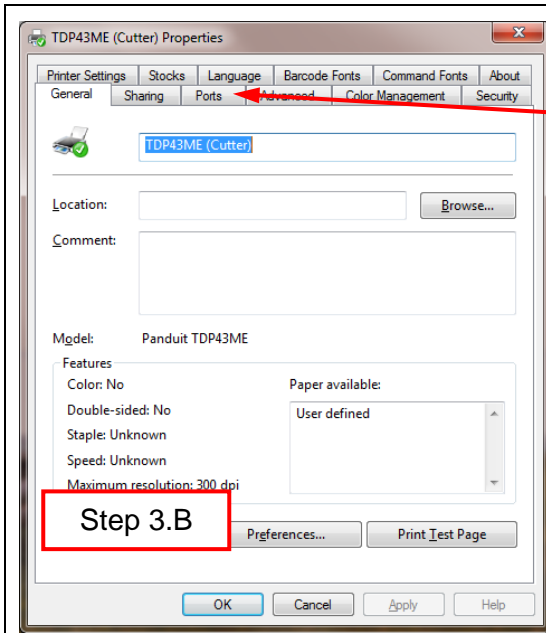 TDP43ME (Cutter) Properties
Printer Settings Stocks Language Barcode Fonts Command Fonts About
General Sharing Ports Advanced Color Management Security
TDP43ME (Cutter)
Location: Browse...
Comment:
Model: Panduit TDP43ME
Features
Color: No Paper available:
Double-sided: No User defined
Staple: Unknown
Speed: Unknown
Maximum resolution: 300 dpi
Step 3.B
Preferences... Print Test Page
OK Cancel Apply Help